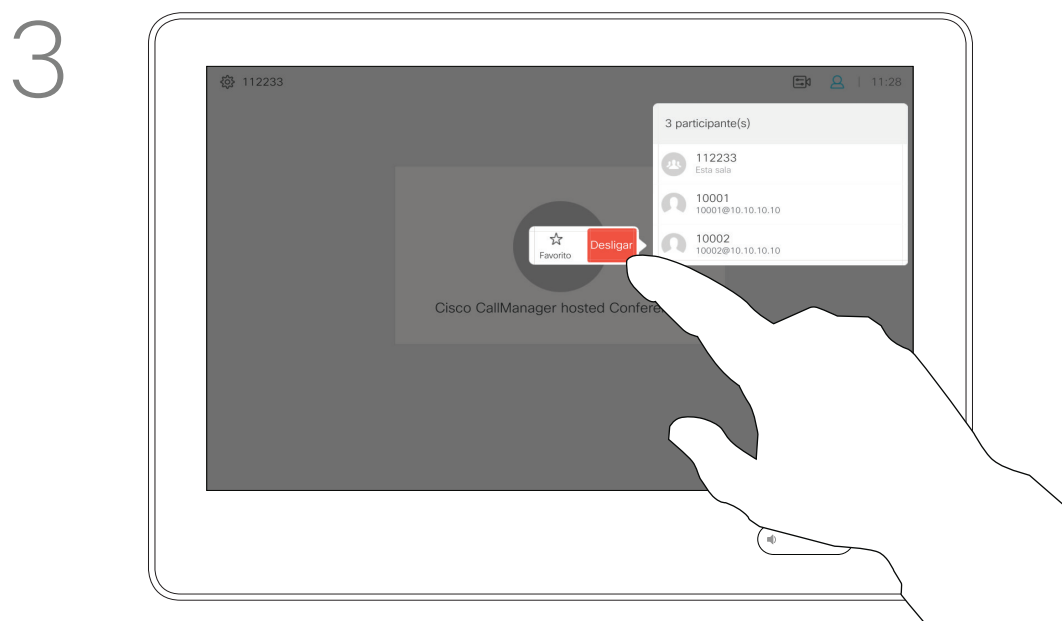 3
112233
11:28
3 participante(s)
112233
Esta sala
10001
10001@10.10.10.10
10002
10002@10.10.10.10
Favorito
Desligar
Cisco CallManager hosted